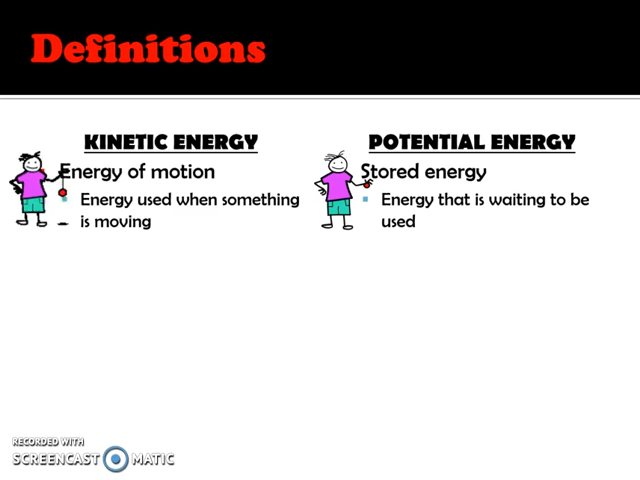 Definitions
KINETIC ENERGY
Energy of motion
Energy used when something
is moving
POTENTIAL ENERGY
Stored energy
Energy that is waiting to be
used
RECORDED WITH
SCREENCAST MATIC